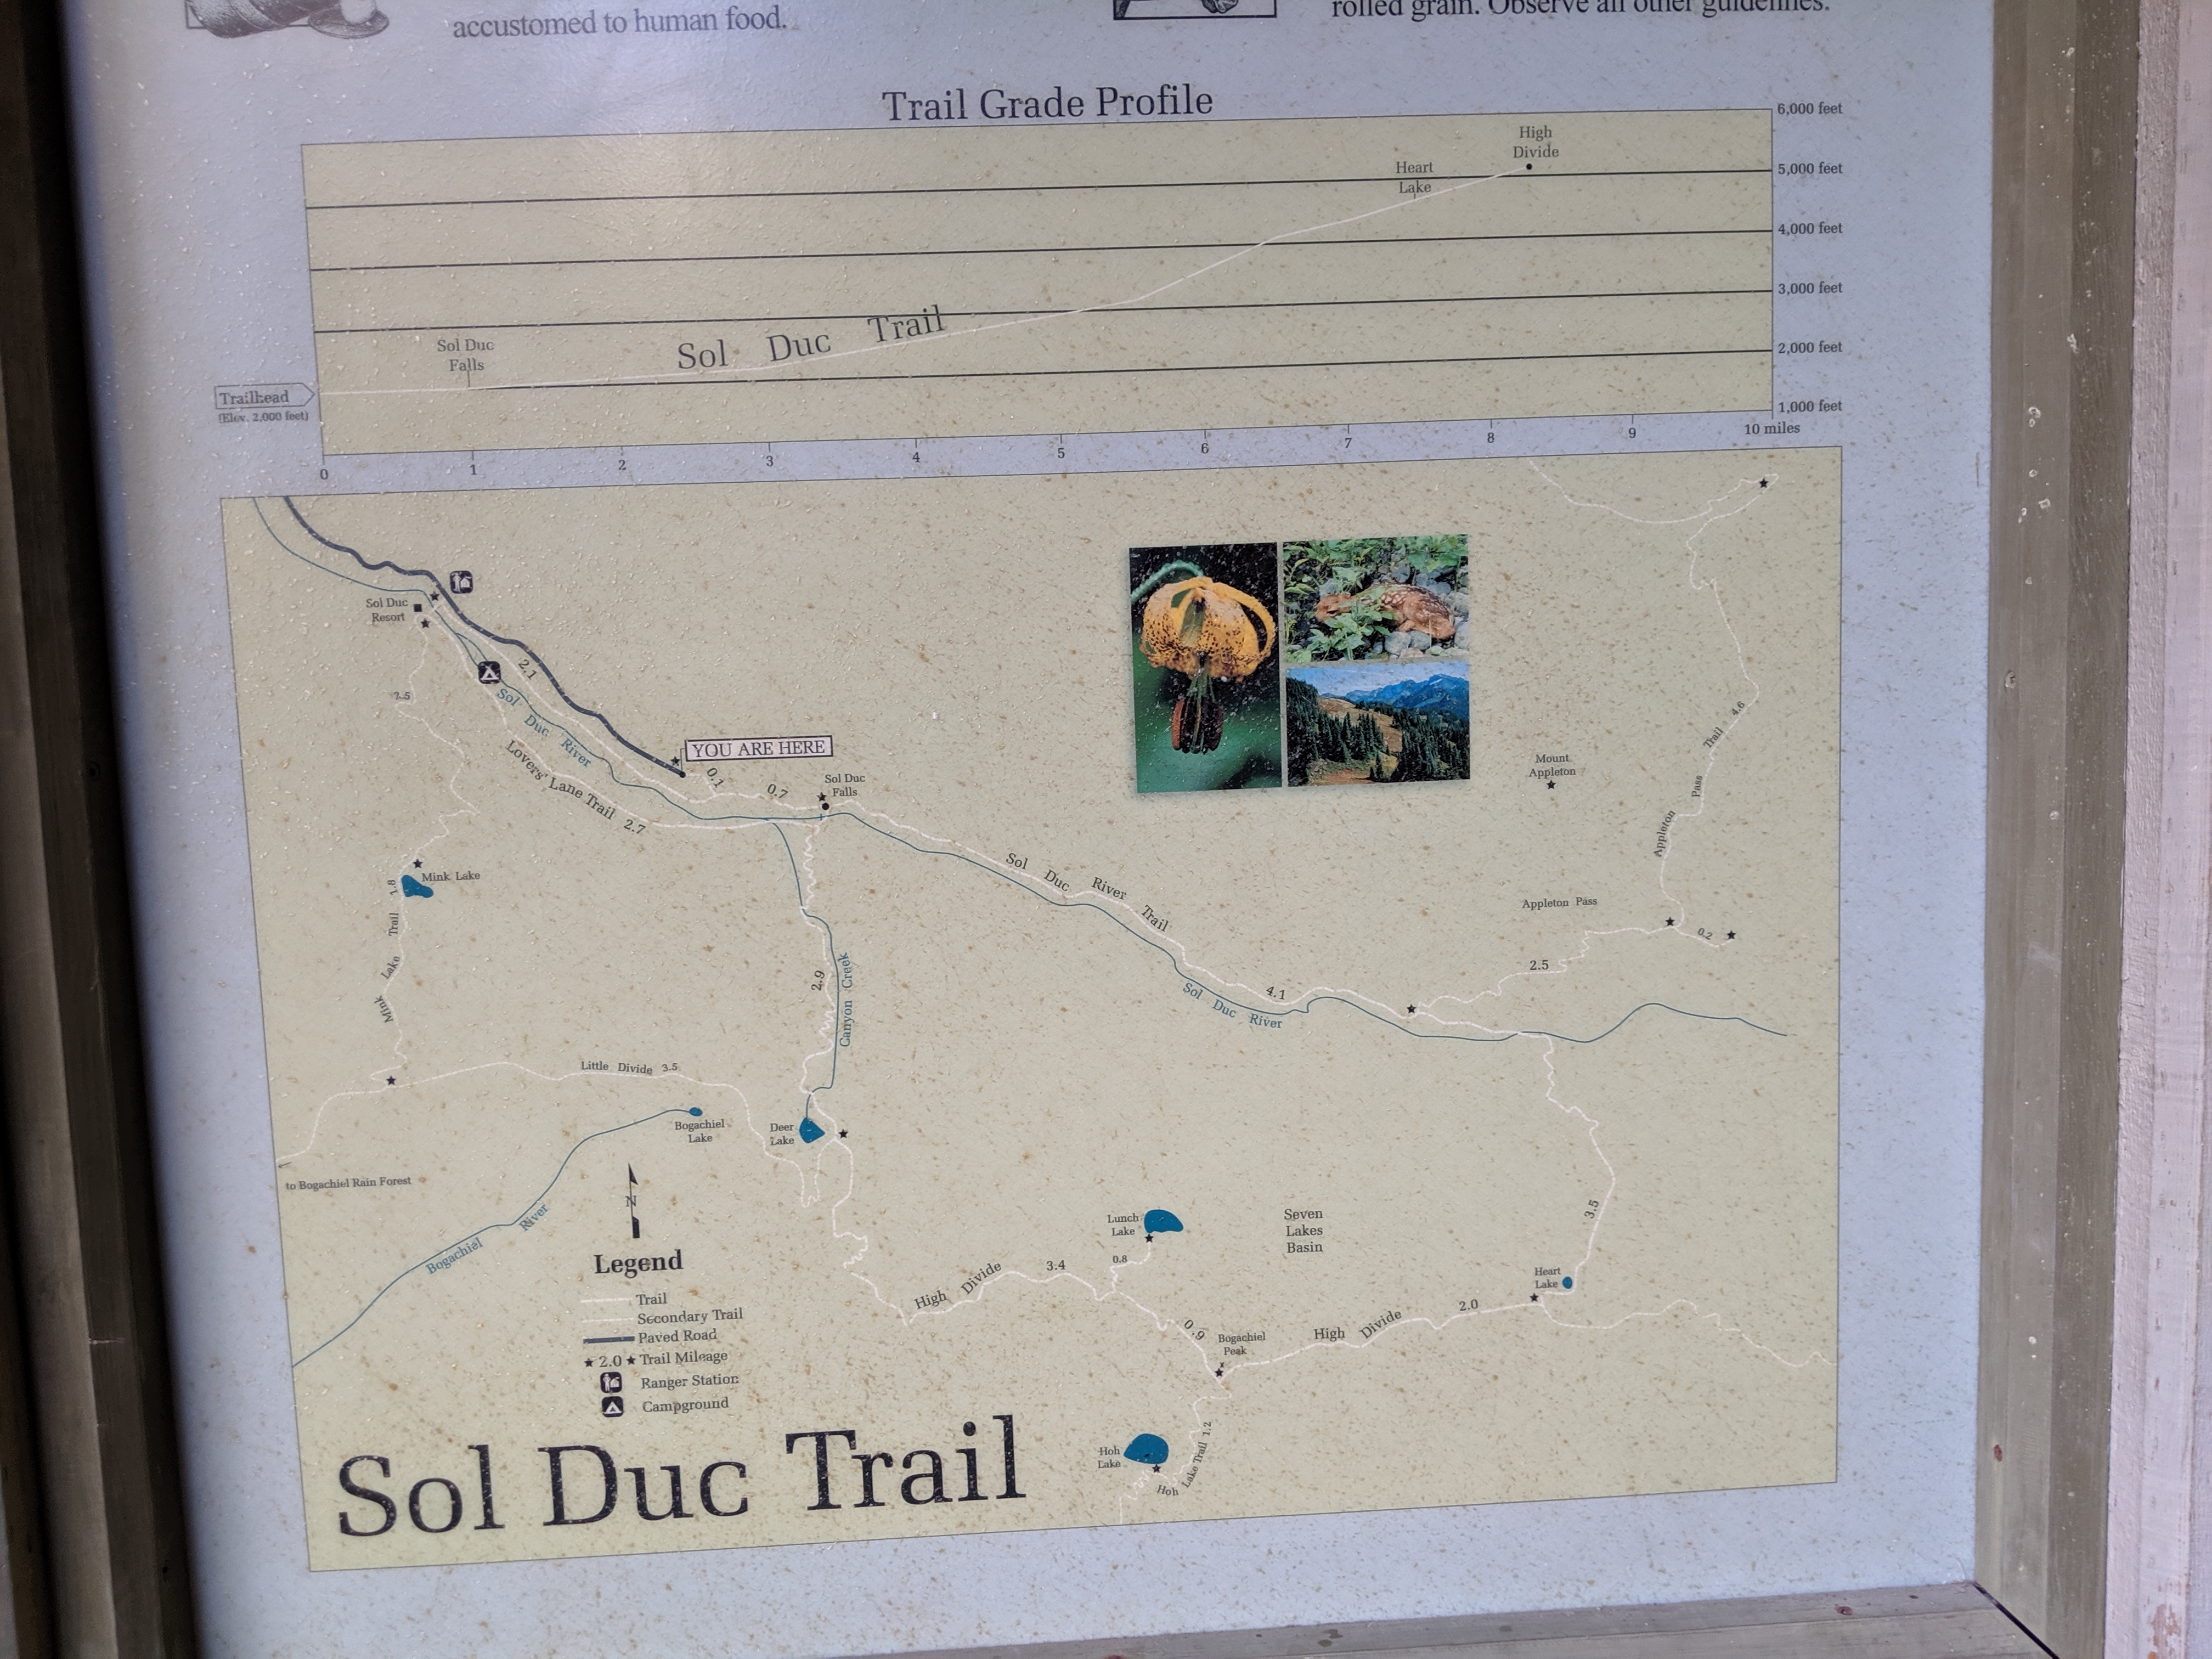 accustomed to human food.
rolled grain. Observe all other guidelines.
Trail Grade Profile
6,000 feet
5,000 feet
4,000 feet
3,000 feet
2,000 feet
1,000 feet
High
Divide
Heart
Lake
Sol Duc Trail
Sol Duc
Falls
Trailhead
(Elev. 2,000 feet)
0 1 2 3 4 5 6 7 8 9 10 miles
Sol Duc
Resort
2.1
2.5
Sol Duc River
Lovers' Lane Trail 2.7
YOU ARE HERE
0.1
0.7
Sol Duc
Falls
Mount
Appleton
Appleton Pass Trail 4.6
Mink Lake
Mink Lake Trail 1.8
Sol Duc River Trail
4.1
Sol Duc River
Appleton Pass
0.2
2.5
2.9
Canyon Creek
Little Divide 3.5
Bogachiel
Lake
Deer
Lake
to Bogachiel Rain Forest
Bogachiel River
N
Lunch
Lake
0.8
Seven
Lakes
Basin
3.5
Heart
Lake
High Divide 3.4
0.9
Bogachiel
Peak
High Divide 2.0
Hoh
Lake
Hoh Lake Trail 1.2
Legend
Trail
Secondary Trail
Paved Road
★ 2.0 ★ Trail Mileage
Ranger Station
Campground
Sol Duc Trail